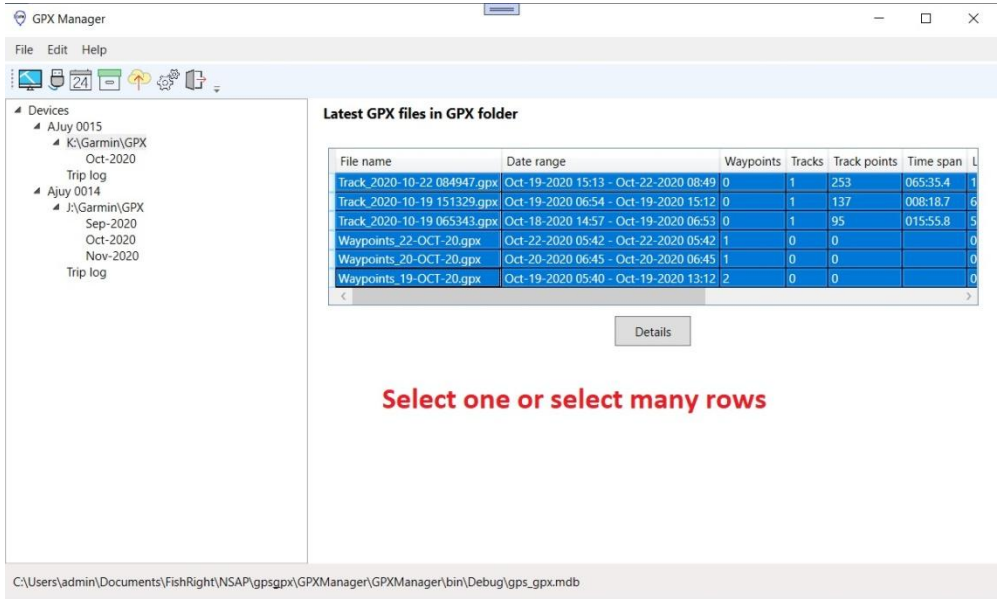 GPX Manager
File Edit Help
24
Devices
AJuy 0015
K:\Garmin\GPX
Oct-2020
Trip log
Ajuy 0014
J:\Garmin\GPX
Sep-2020
Oct-2020
Nov-2020
Trip log
Latest GPX files in GPX folder
File name Date range Waypoints Tracks Track points Time span L
Track_2020-10-22 084947.gpx Oct-19-2020 15:13 - Oct-22-2020 08:49 0 1 253 065:35.4 1
Track_2020-10-19 151329.gpx Oct-19-2020 06:54 - Oct-19-2020 15:12 0 1 137 008:18.7 6
Track_2020-10-19 065343.gpx Oct-18-2020 14:57 - Oct-19-2020 06:53 0 1 95 015:55.8 5
Waypoints_22-OCT-20.gpx Oct-22-2020 05:42 - Oct-22-2020 05:42 1 0 0 0
Waypoints_20-OCT-20.gpx Oct-20-2020 06:45 - Oct-20-2020 06:45 1 0 0 0
Waypoints_19-OCT-20.gpx Oct-19-2020 05:40 - Oct-19-2020 13:12 2 0 0 0
Details
Select one or select many rows
C:\Users\admin\Documents\FishRight\NSAP\gpsgpx\GPXManager\GPXManager\bin\Debug\gps_gpx.mdb